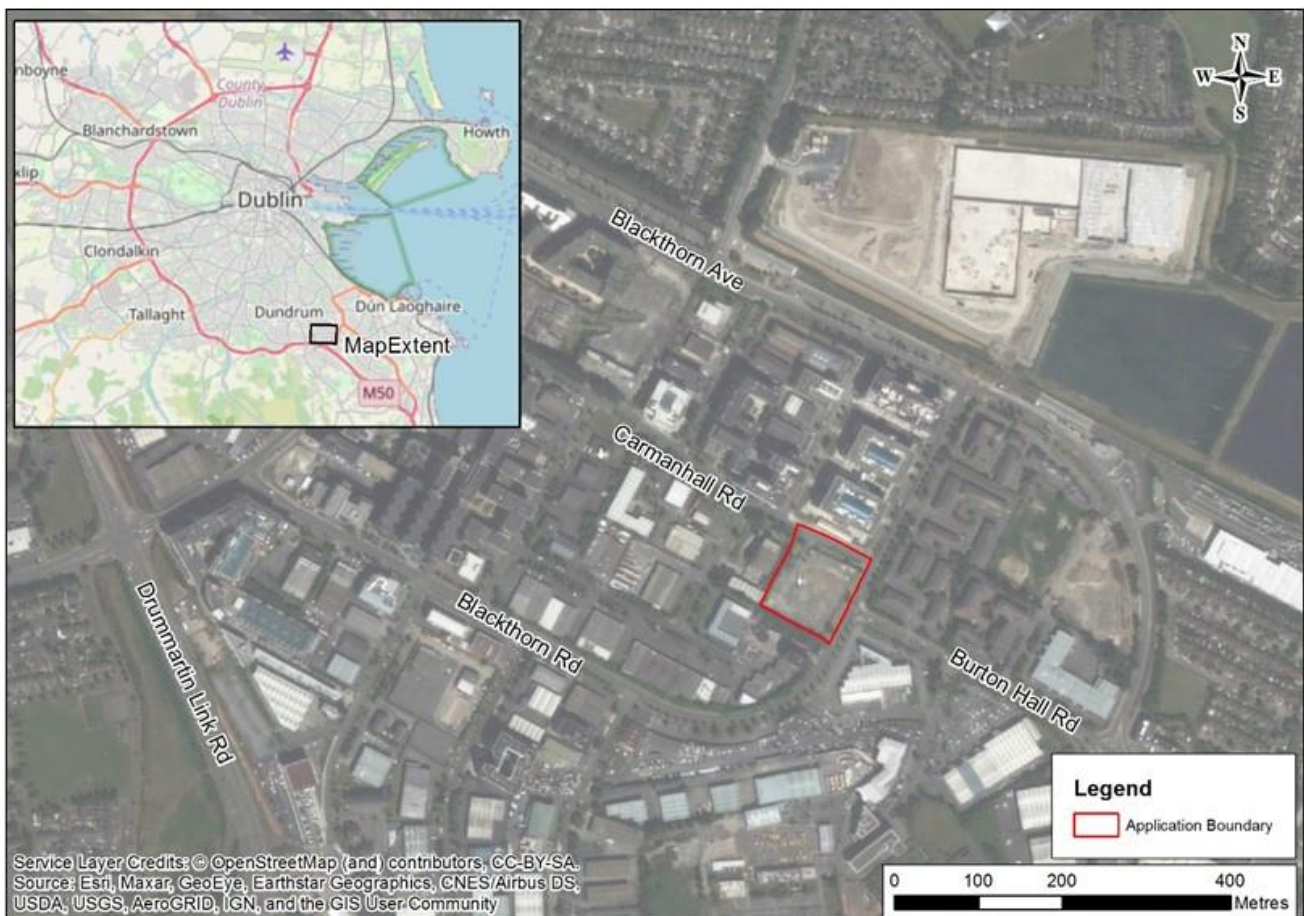 N
W E
S
nboyne
County
Dublin
Blanchardstown
Howth
xlip
Dublin
Clondalkin
Dún Laoghaire
Dundrum
Tallaght
MapExtent
M50
Blackthorn Ave
Carmanhall Rd
Blackthorn Rd
Drummartin Link Rd
Burton Hall Rd
Legend
Application Boundary
Service Layer Credits: © OpenStreetMap (and) contributors, CC-BY-SA.
Source: Esri, Maxar, GeoEye, Earthstar Geographics, CNES/Airbus DS,
USDA, USGS, AeroGRID, IGN, and the GIS User Community
0 100 200 400
Metres